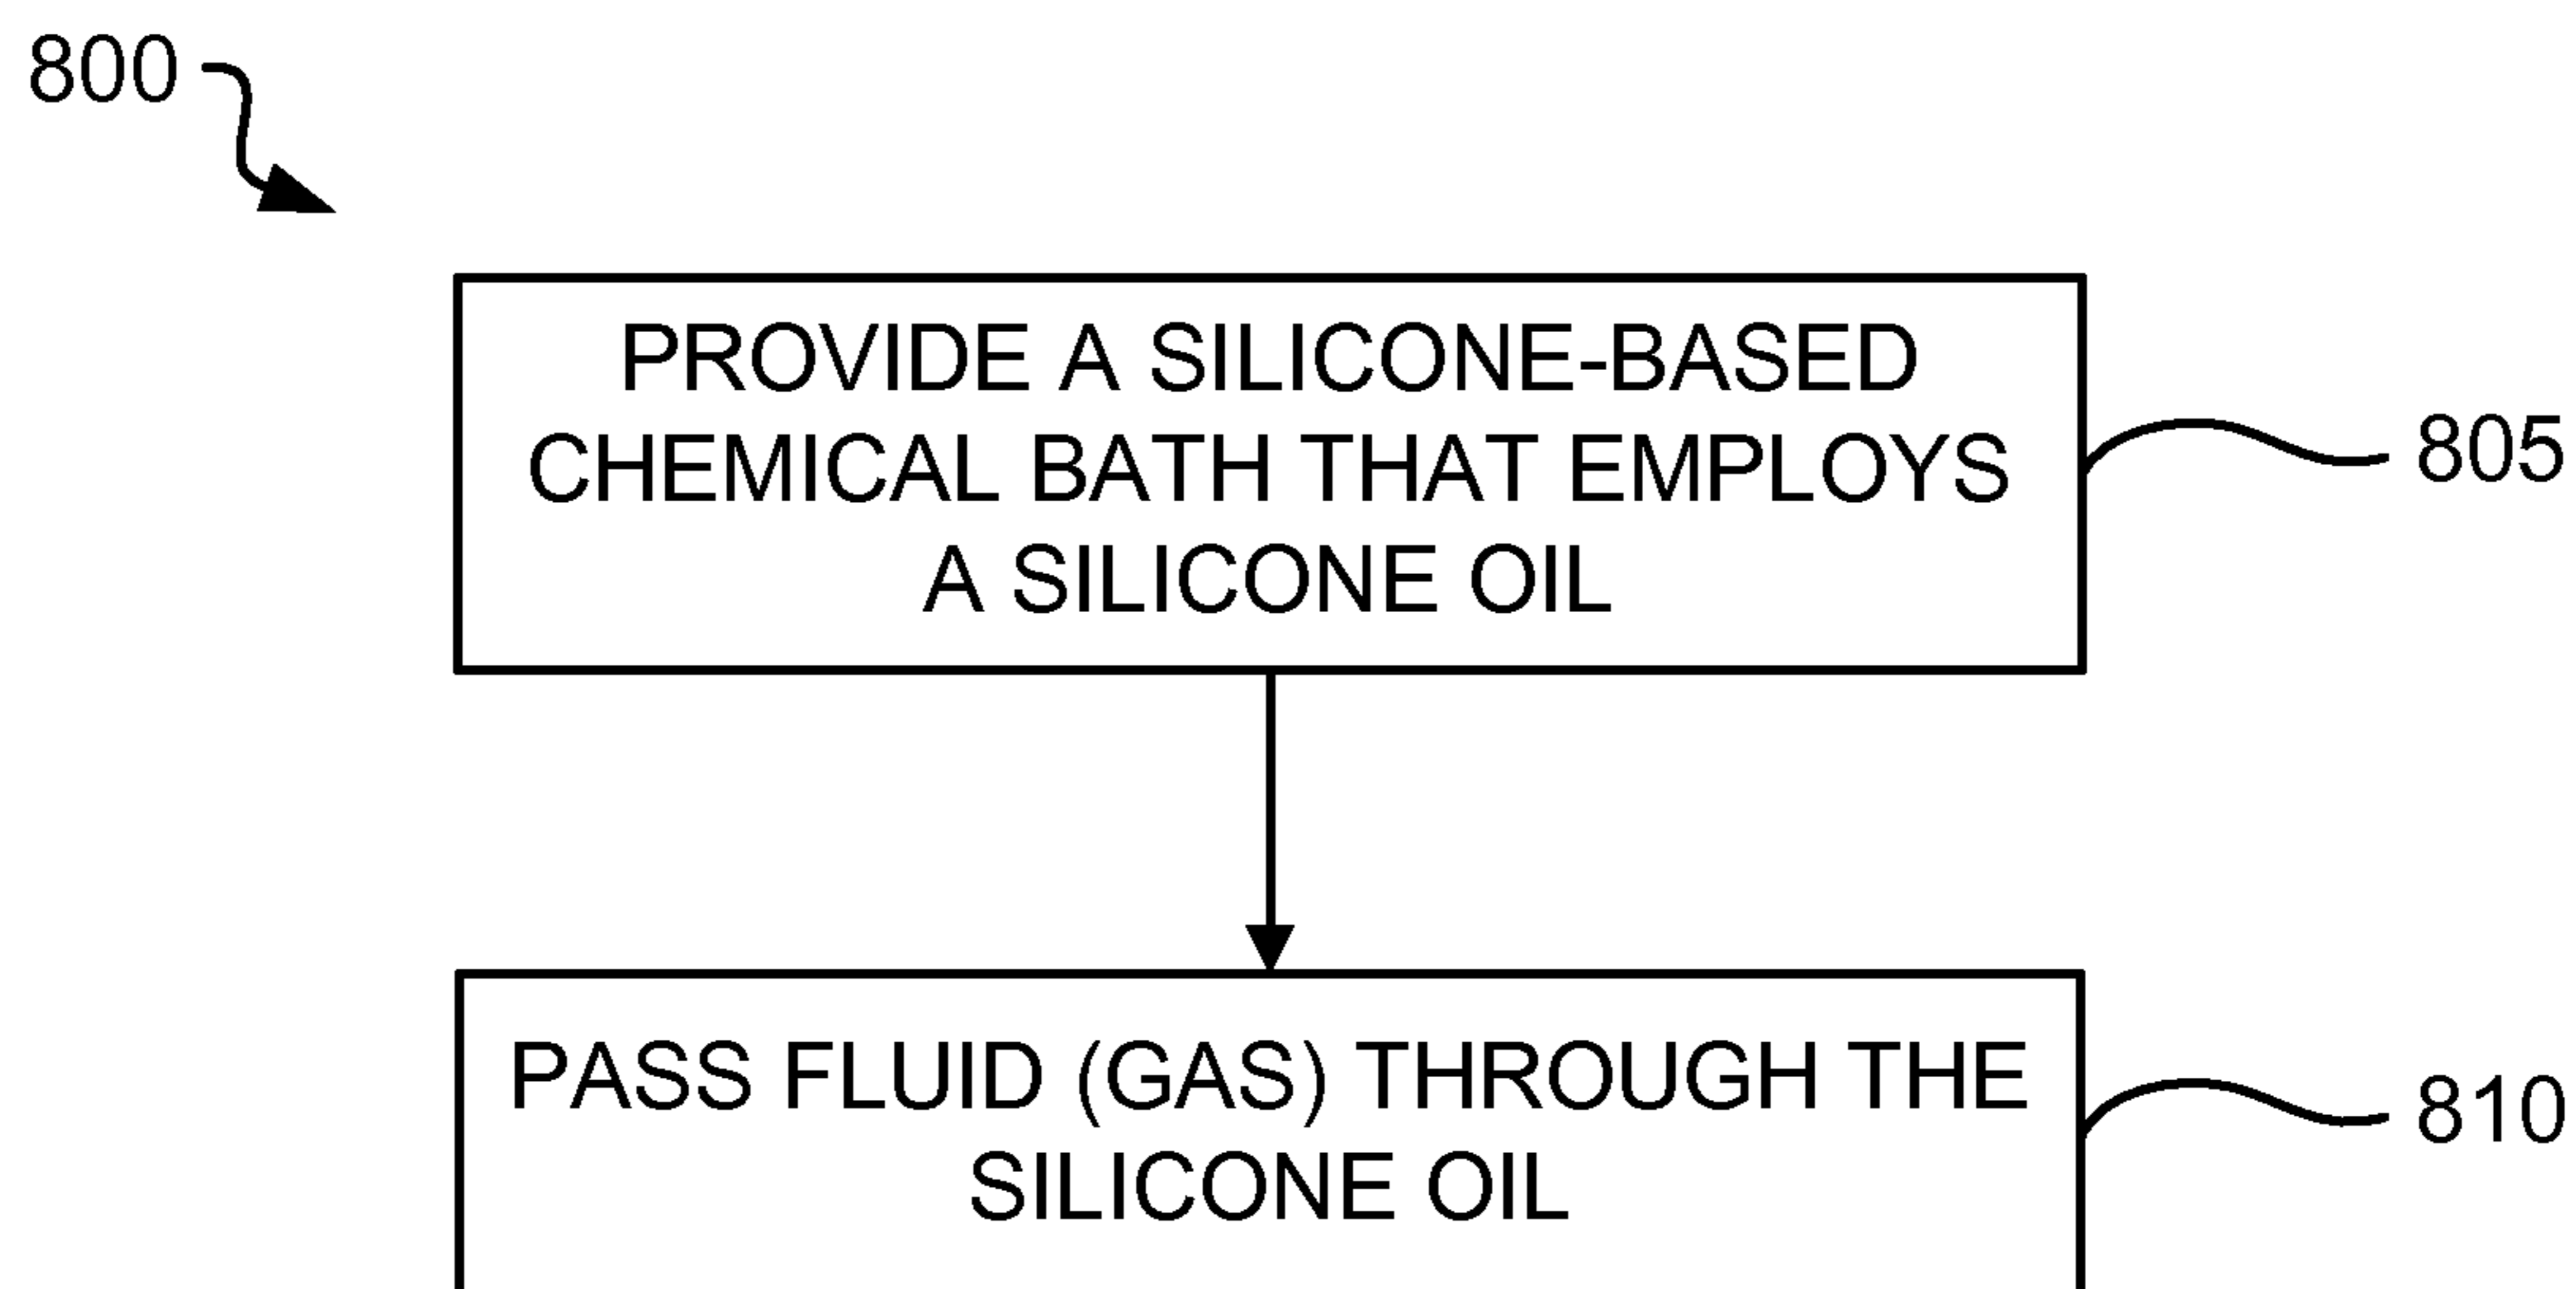 800
PROVIDE A SILICONE-BASED
CHEMICAL BATH THAT EMPLOYS
A SILICONE OIL
805
PASS FLUID (GAS) THROUGH THE
SILICONE OIL
810